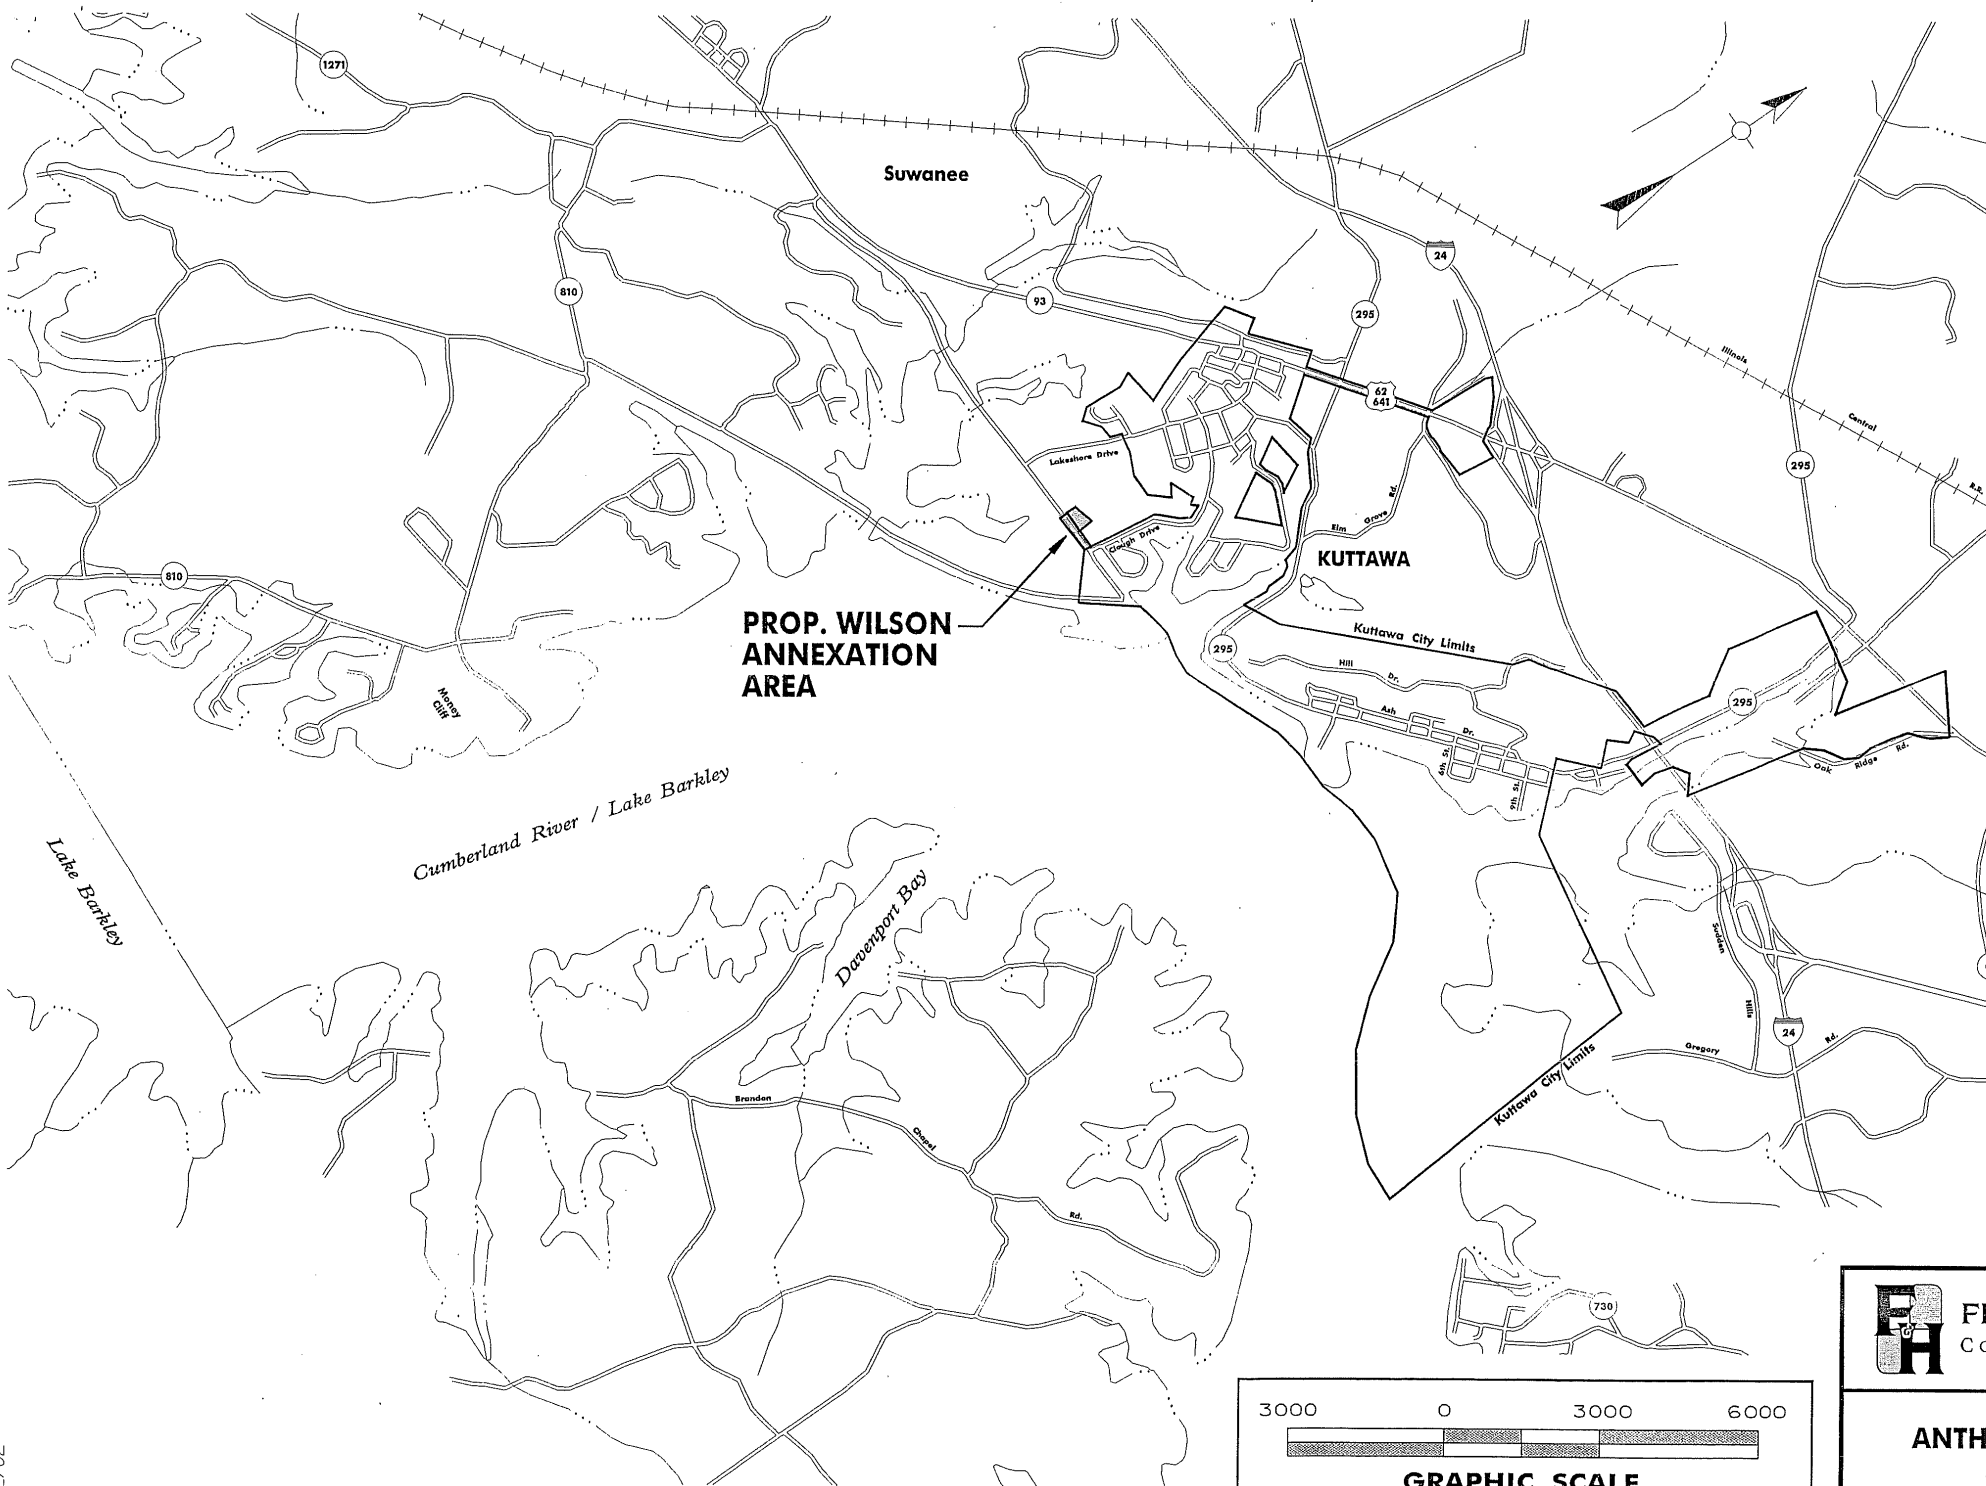 1271
Suwanee
24
810
93
295
62
641
Illinois
Central
R.R.
295
Lakeshore Drive
Clough Drive
Elm Grove Rd.
KUTTAWA
810
PROP. WILSON
ANNEXATION
AREA
Kuttawa City Limits
295
Hill Dr.
Ash Dr.
6th St.
9th St.
295
Oak Ridge Rd.
Money
Cliff
Cumberland River / Lake Barkley
Lake Barkley
Davenport Bay
Sudden Hills
24
Gregory Rd.
Kuttawa City Limits
Brandon Chapel Rd.
730
F&H
3000 0 3000 6000
GRAPHIC SCALE
ANTH